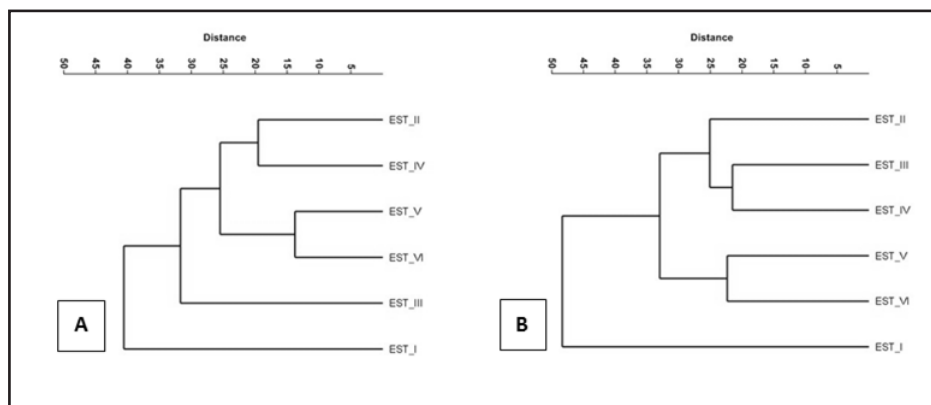 Distance
50 45 40 35 30 25 20 15 10 5
EST_II
EST_IV
EST_V
EST_VI
EST_III
EST_I
A
Distance
50 45 40 35 30 25 20 15 10 5
EST_II
EST_III
EST_IV
EST_V
EST_VI
EST_I
B